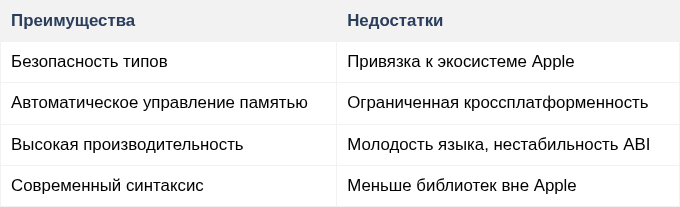 Преимущества Недостатки
Безопасность типов Привязка к экосистеме Apple
Автоматическое управление памятью Ограниченная кроссплатформенность
Высокая производительность Молодость языка, нестабильность ABI
Современный синтаксис Меньше библиотек вне Apple